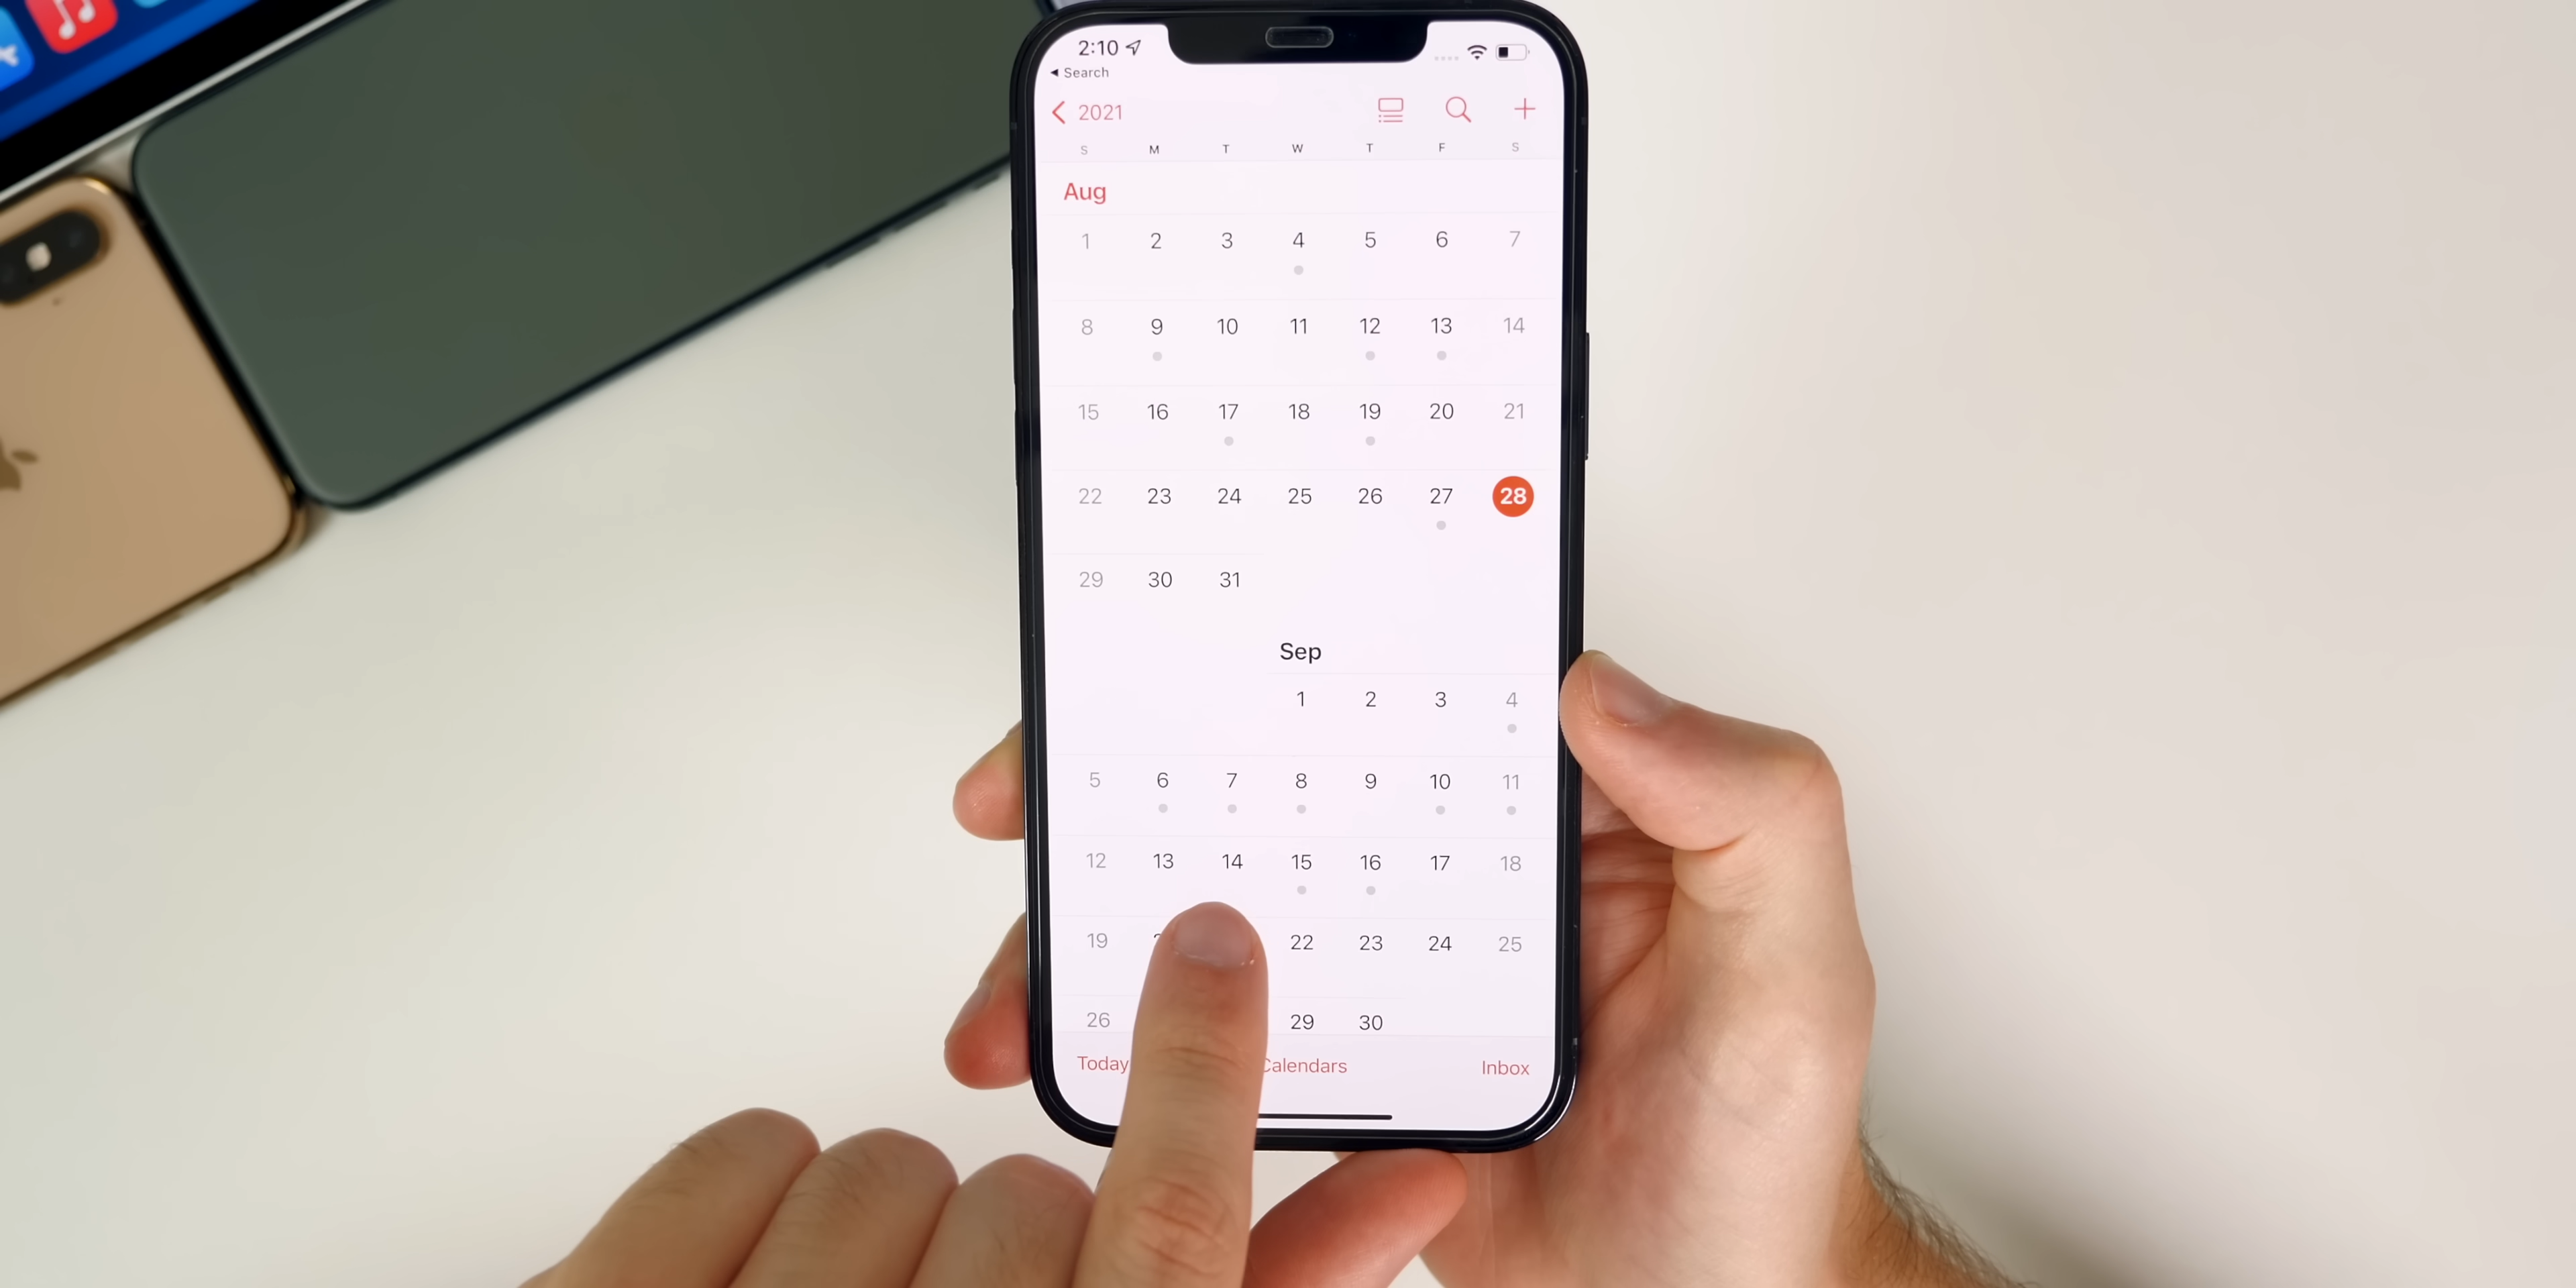 2:10
◀ Search
2021
S M T W T F S
Aug
1 2 3 4 5 6 7
8 9 10 11 12 13 14
15 16 17 18 19 20 21
22 23 24 25 26 27 28
29 30 31
Sep
1 2 3 4
5 6 7 8 9 10 11
12 13 14 15 16 17 18
19 22 23 24 25
26 29 30
Today Calendars Inbox